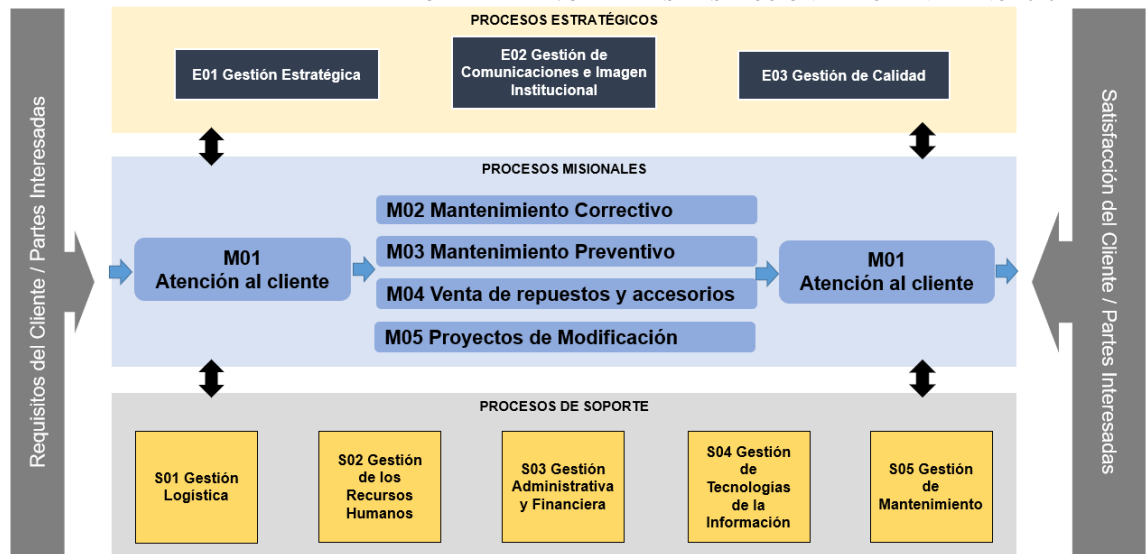 PROCESOS ESTRATÉGICOS
E01 Gestión Estratégica
E02 Gestión de
Comunicaciones e Imagen
Institucional
E03 Gestión de Calidad
Requisitos del Cliente / Partes Interesadas
PROCESOS MISIONALES
M01
Atención al cliente
M02 Mantenimiento Correctivo
M03 Mantenimiento Preventivo
M04 Venta de repuestos y accesorios
M05 Proyectos de Modificación
M01
Atención al cliente
Satisfacción del Cliente / Partes Interesadas
PROCESOS DE SOPORTE
S01 Gestión
Logística
S02 Gestión
de los
Recursos
Humanos
S03 Gestión
Administrativa
y Financiera
S04 Gestión
de
Tecnologías
de la
Información
S05 Gestión
de
Mantenimiento